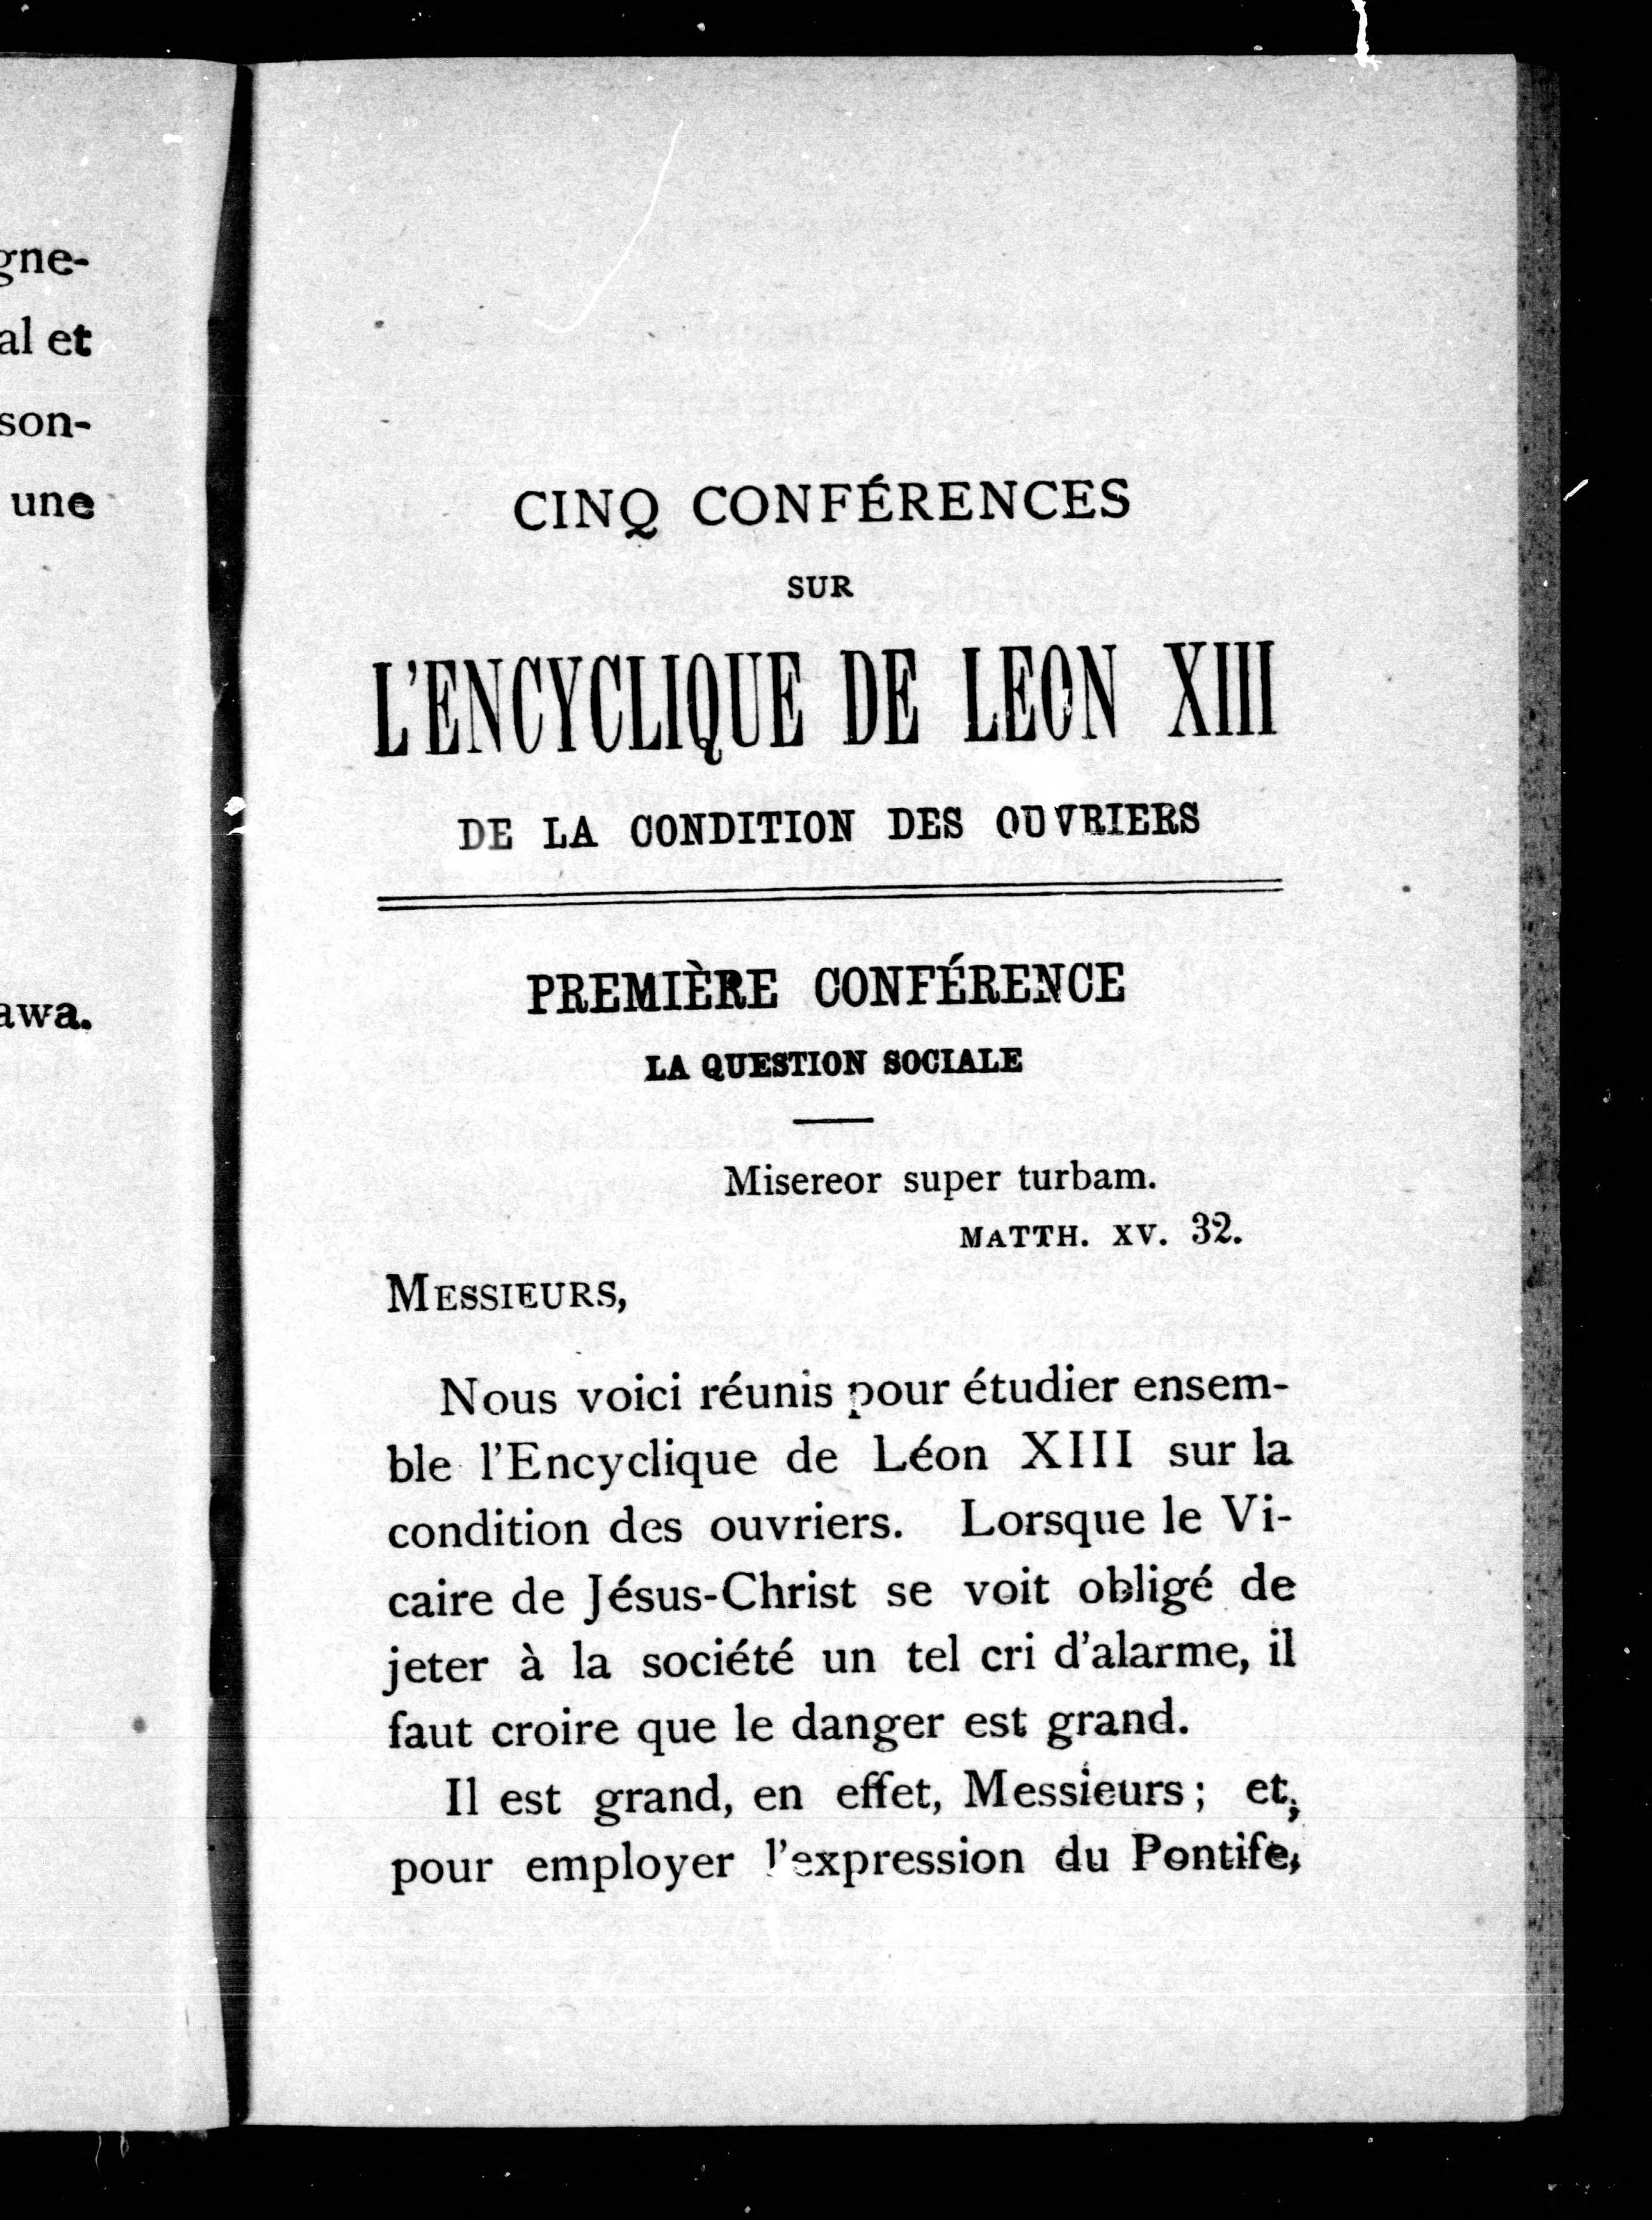 gne-
al et
son-
une
awa.
CINQ CONFÉRENCES
SUR
L'ENCYCLIQUE DE LEON XIII
DE LA CONDITION DES OUVRIERS
PREMIÈRE CONFÉRENCE
LA QUESTION SOCIALE
Misereor super turbam.
MATTH. XV. 32.
MESSIEURS,
Nous voici réunis pour étudier ensem-
ble l'Encyclique de Léon XIII sur la
condition des ouvriers. Lorsque le Vi-
caire de Jésus-Christ se voit obligé de
jeter à la société un tel cri d'alarme, il
faut croire que le danger est grand.
Il est grand, en effet, Messieurs ; et,
pour employer l'expression du Pontife,